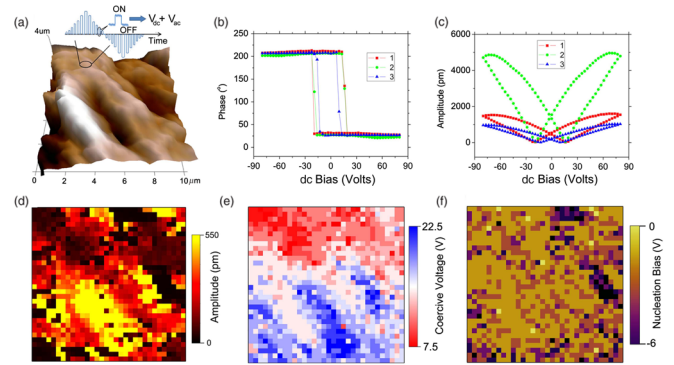 (a)
ON
Vdc + Vac
OFF
Time
4um
0 2 4 6 8 10 μm
(b)
250
200
150
100
50
0
Phase (°)
1
2
3
-90 -60 -30 0 30 60 90
dc Bias (Volts)
(c)
6000
4000
2000
0
Amplitude (pm)
1
2
3
-90 -60 -30 0 30 60 90
dc Bias (Volts)
(d)
550
0
Amplitude (pm)
(e)
22.5
7.5
Coercive Voltage (V)
(f)
0
-6
Nucleation Bias (V)